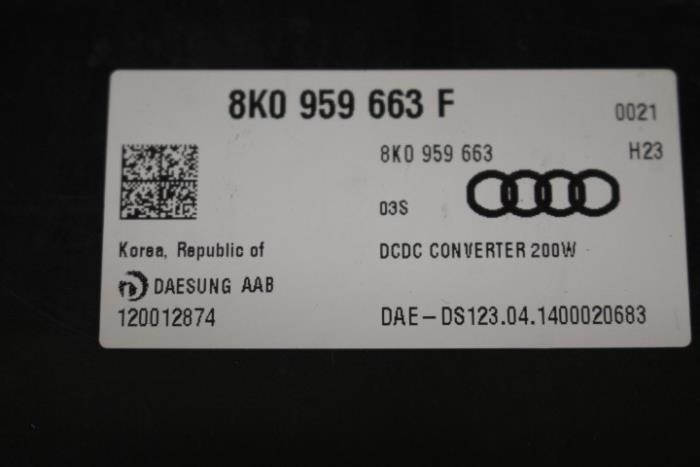 8K0 959 663 F
0021
8K0 959 663
H23
03S
Korea, Republic of
DCDC CONVERTER 200W
DAESUNG AAB
120012874
DAE-DS123.04.1400020683